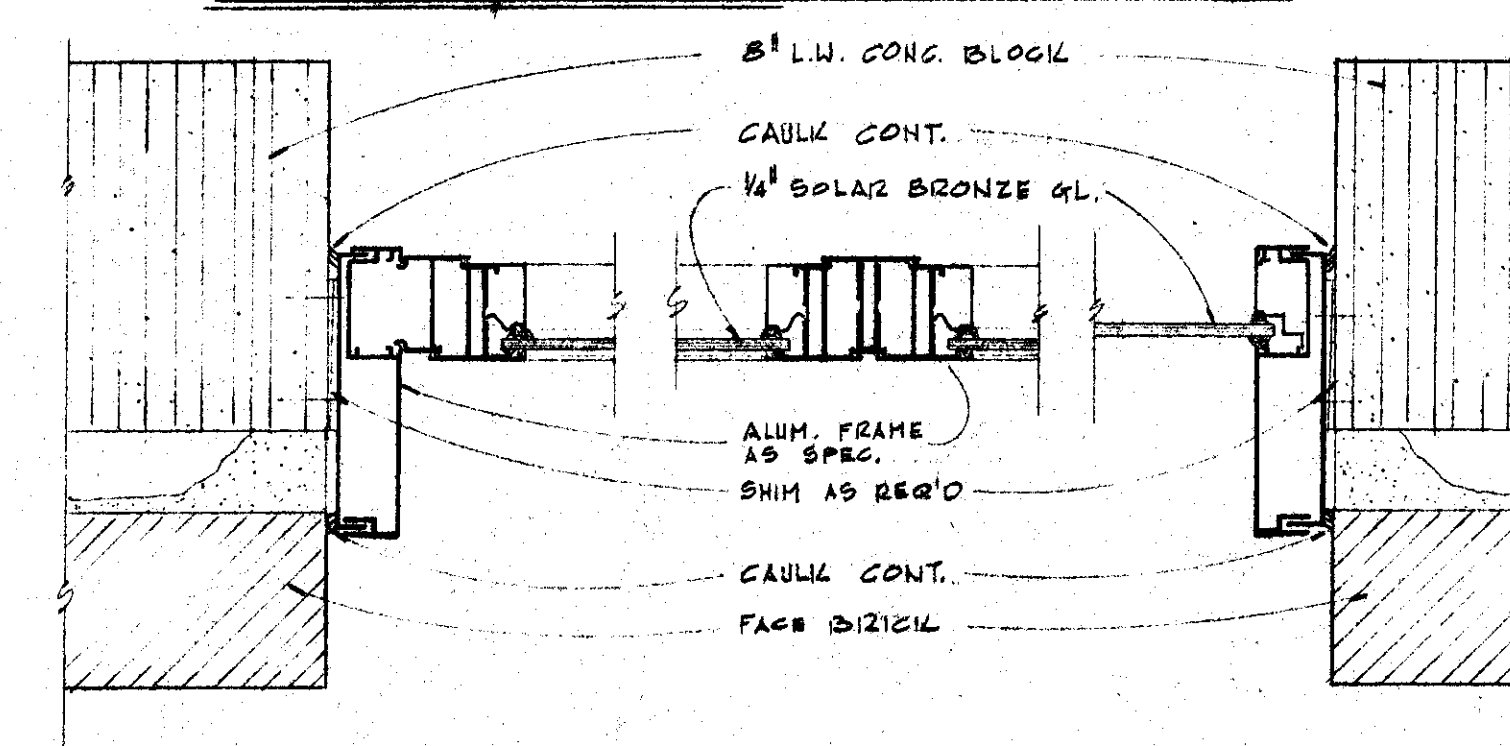 8" L.W. CONC. BLOCK
CAULK CONT.
1/4" SOLAR BRONZE GL.
ALUM. FRAME
AS SPEC.
SHIM AS REQ'D
CAULK CONT.
FACE BRICK